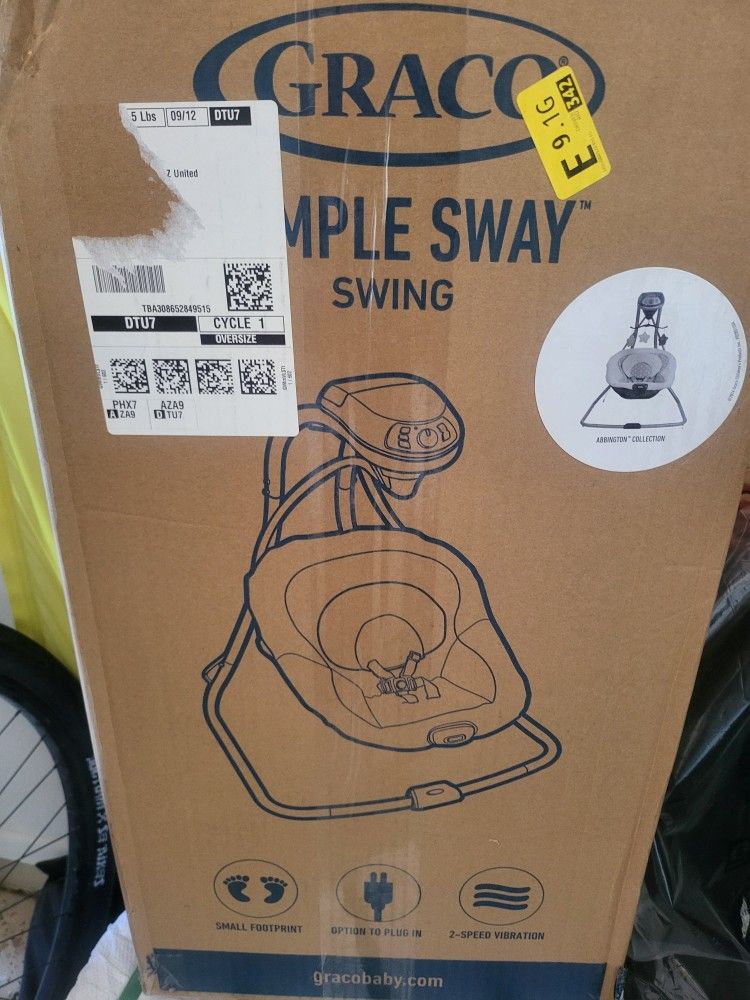 GRACO®
E 9.1G 342
5 Lbs 09/12 DTU7
Z United
MPLE SWAY™
SWING
TBA308652849515
DTU7 CYCLE 1
OVERSIZE
PHX7 AZA9
A ZA9 D TU7
ABBINGTON™ COLLECTION
SMALL FOOTPRINT
OPTION TO PLUG IN
2-SPEED VIBRATION
gracobaby.com